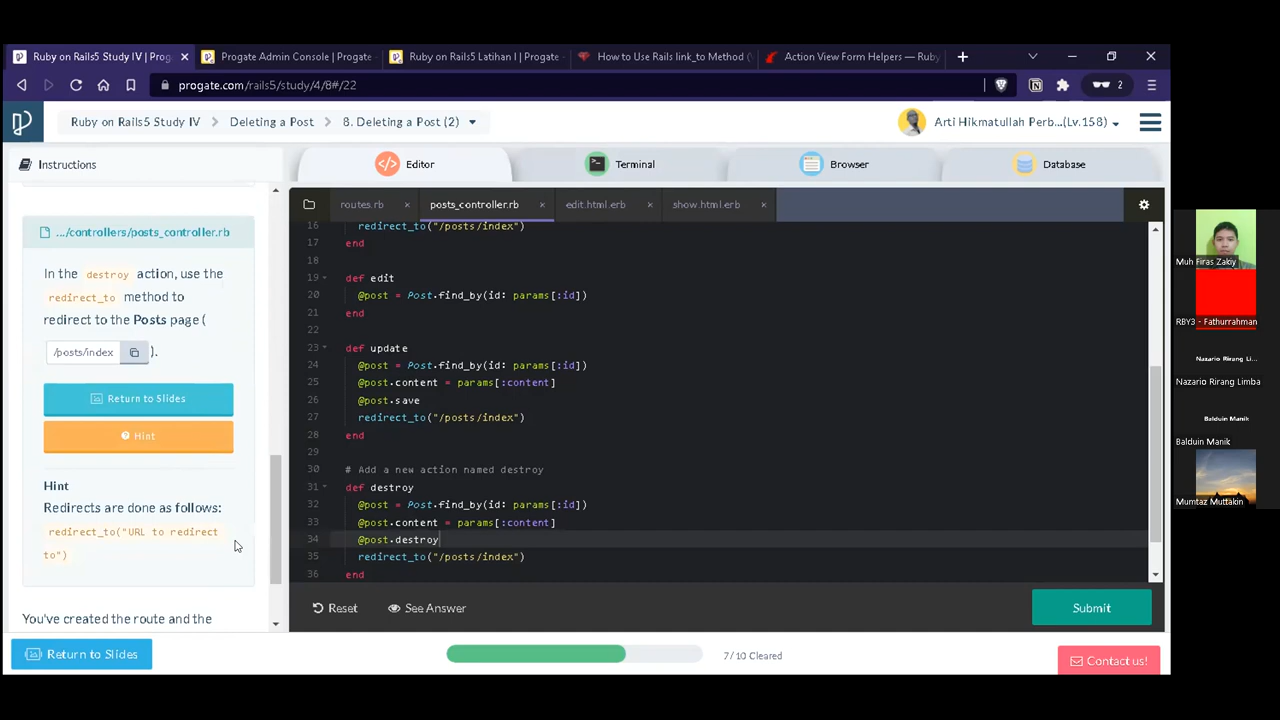 Ruby on Rails5 Study IV | Prog
Progate Admin Console | Progate
Ruby on Rails5 Latihan I | Progate
How to Use Rails link_to Method (
Action View Form Helpers — Ruby
progate.com/rails5/study/4/8#/22
2
Ruby on Rails5 Study IV
Deleting a Post
8. Deleting a Post (2)
Arti Hikmatullah Perb...(Lv.158)
Instructions
Editor
Terminal
Browser
Database
routes.rb
posts_controller.rb
edit.html.erb
show.html.erb
.../controllers/posts_controller.rb
In the destroy action, use the
redirect_to method to
redirect to the Posts page (
/posts/index ).
Return to Slides
Hint
Hint
Redirects are done as follows:
redirect_to("URL to redirect
to")
You've created the route and the
16 redirect_to("/posts/index")
17 end
18
19 def edit
20 @post = Post.find_by(id: params[:id])
21 end
22
23 def update
24 @post = Post.find_by(id: params[:id])
25 @post.content = params[:content]
26 @post.save
27 redirect_to("/posts/index")
28 end
29
30 # Add a new action named destroy
31 def destroy
32 @post = Post.find_by(id: params[:id])
33 @post.content = params[:content]
34 @post.destroy
35 redirect_to("/posts/index")
36 end
Reset
See Answer
Submit
Return to Slides
7/10 Cleared
Contact us!
Muh Firas Zakiy
RBY3 - Fathurrahman
Nazario Rirang Li...
Nazario Rirang Limba
Balduin Manik
Balduin Manik
Mumtaz Muttakin